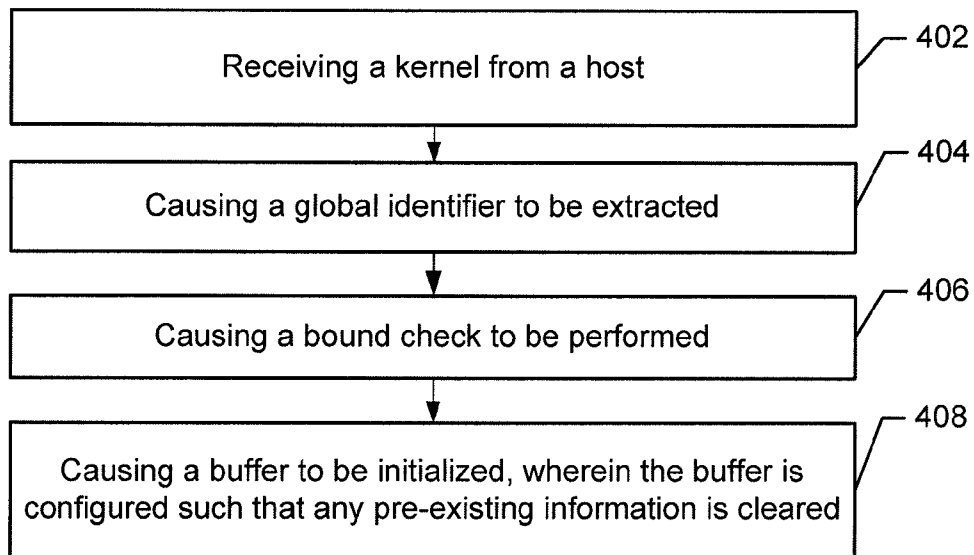 402
Receiving a kernel from a host
404
Causing a global identifier to be extracted
406
Causing a bound check to be performed
408
Causing a buffer to be initialized, wherein the buffer is
configured such that any pre-existing information is cleared